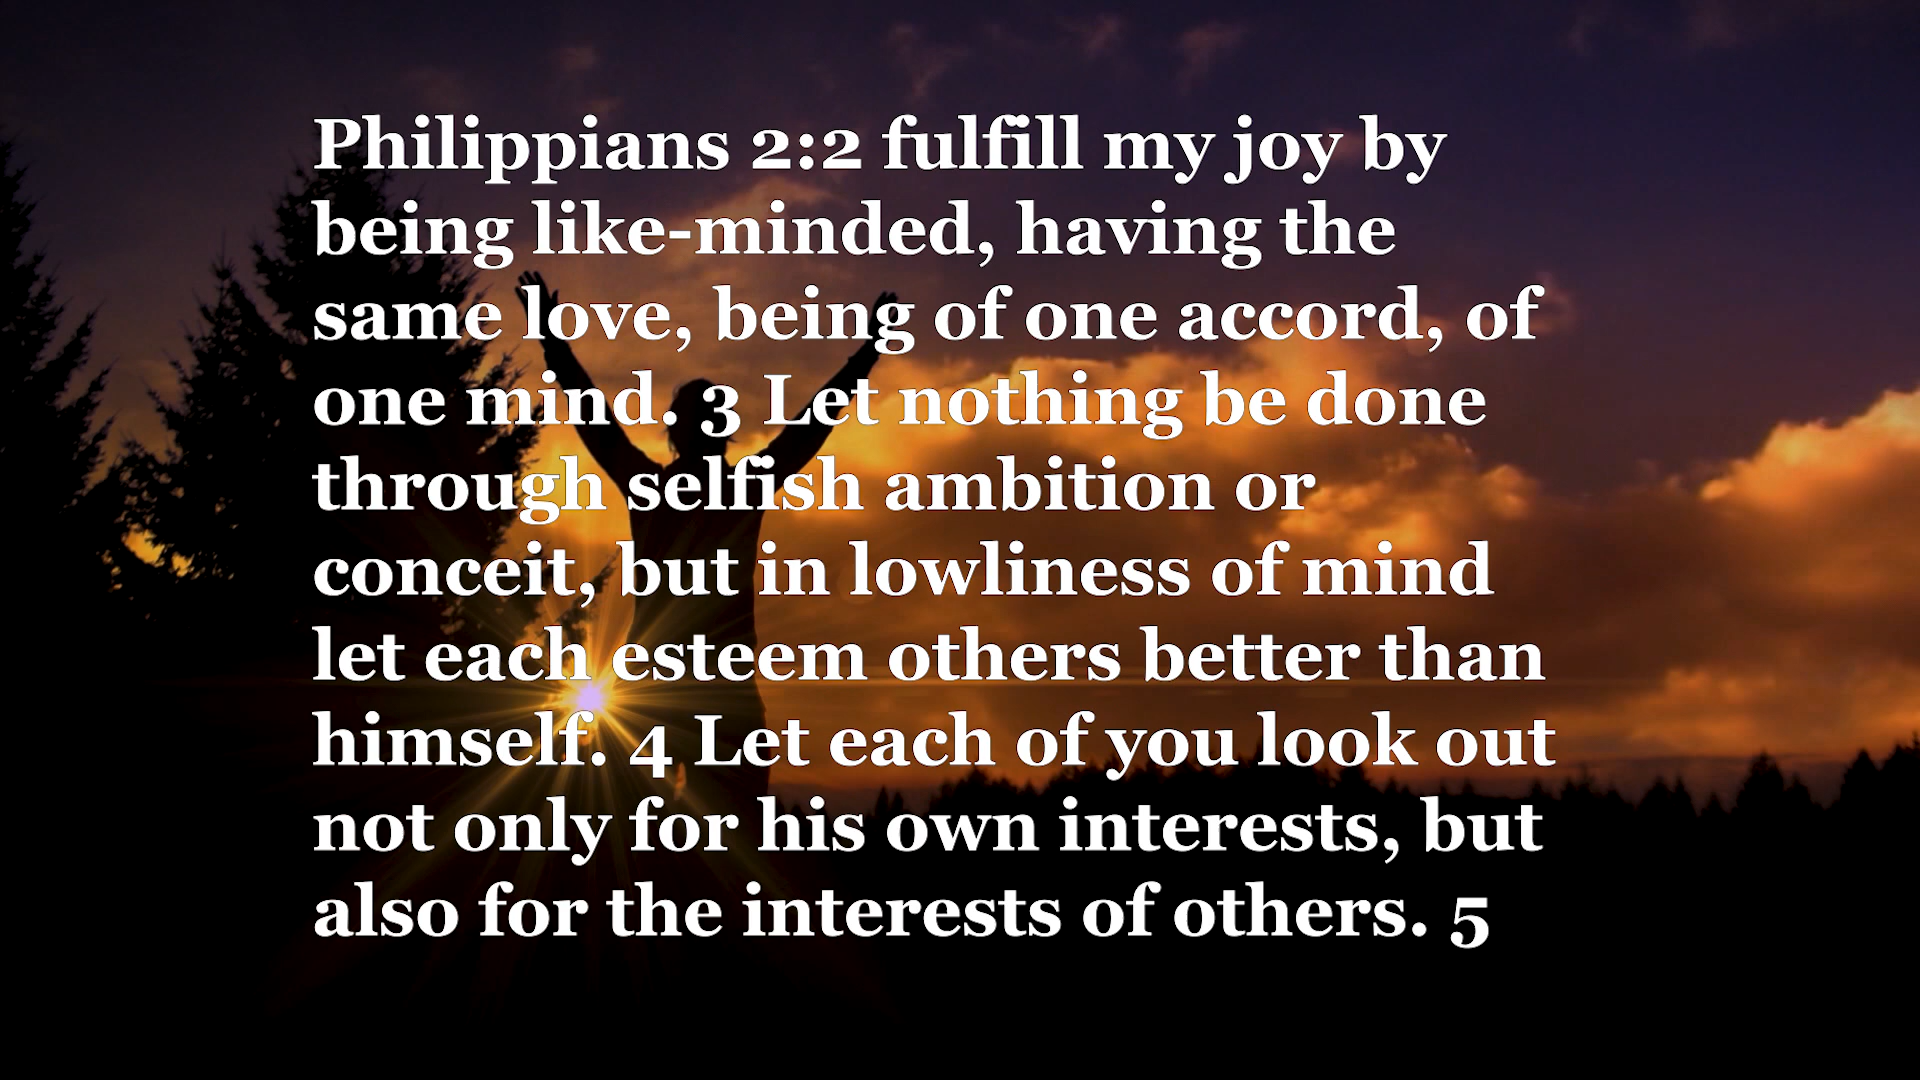 Philippians 2:2 fulfill my joy by
being like-minded, having the
same love, being of one accord, of
one mind. 3 Let nothing be done
through selfish ambition or
conceit, but in lowliness of mind
let each esteem others better than
himself. 4 Let each of you look out
not only for his own interests, but
also for the interests of others. 5